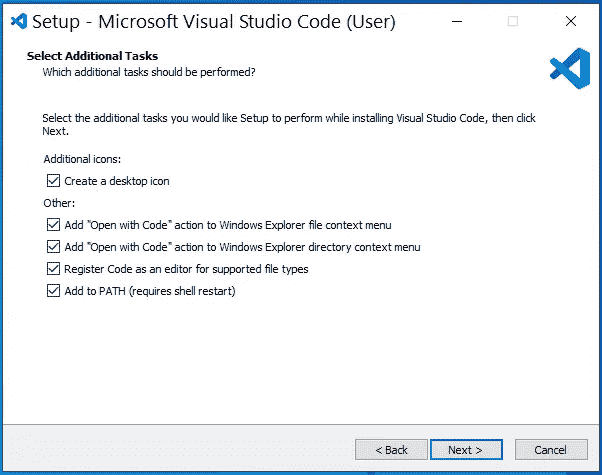 Setup - Microsoft Visual Studio Code (User)
Select Additional Tasks
Which additional tasks should be performed?
Select the additional tasks you would like Setup to perform while installing Visual Studio Code, then click
Next.
Additional icons:
Create a desktop icon
Other:
Add "Open with Code" action to Windows Explorer file context menu
Add "Open with Code" action to Windows Explorer directory context menu
Register Code as an editor for supported file types
Add to PATH (requires shell restart)
< Back Next > Cancel